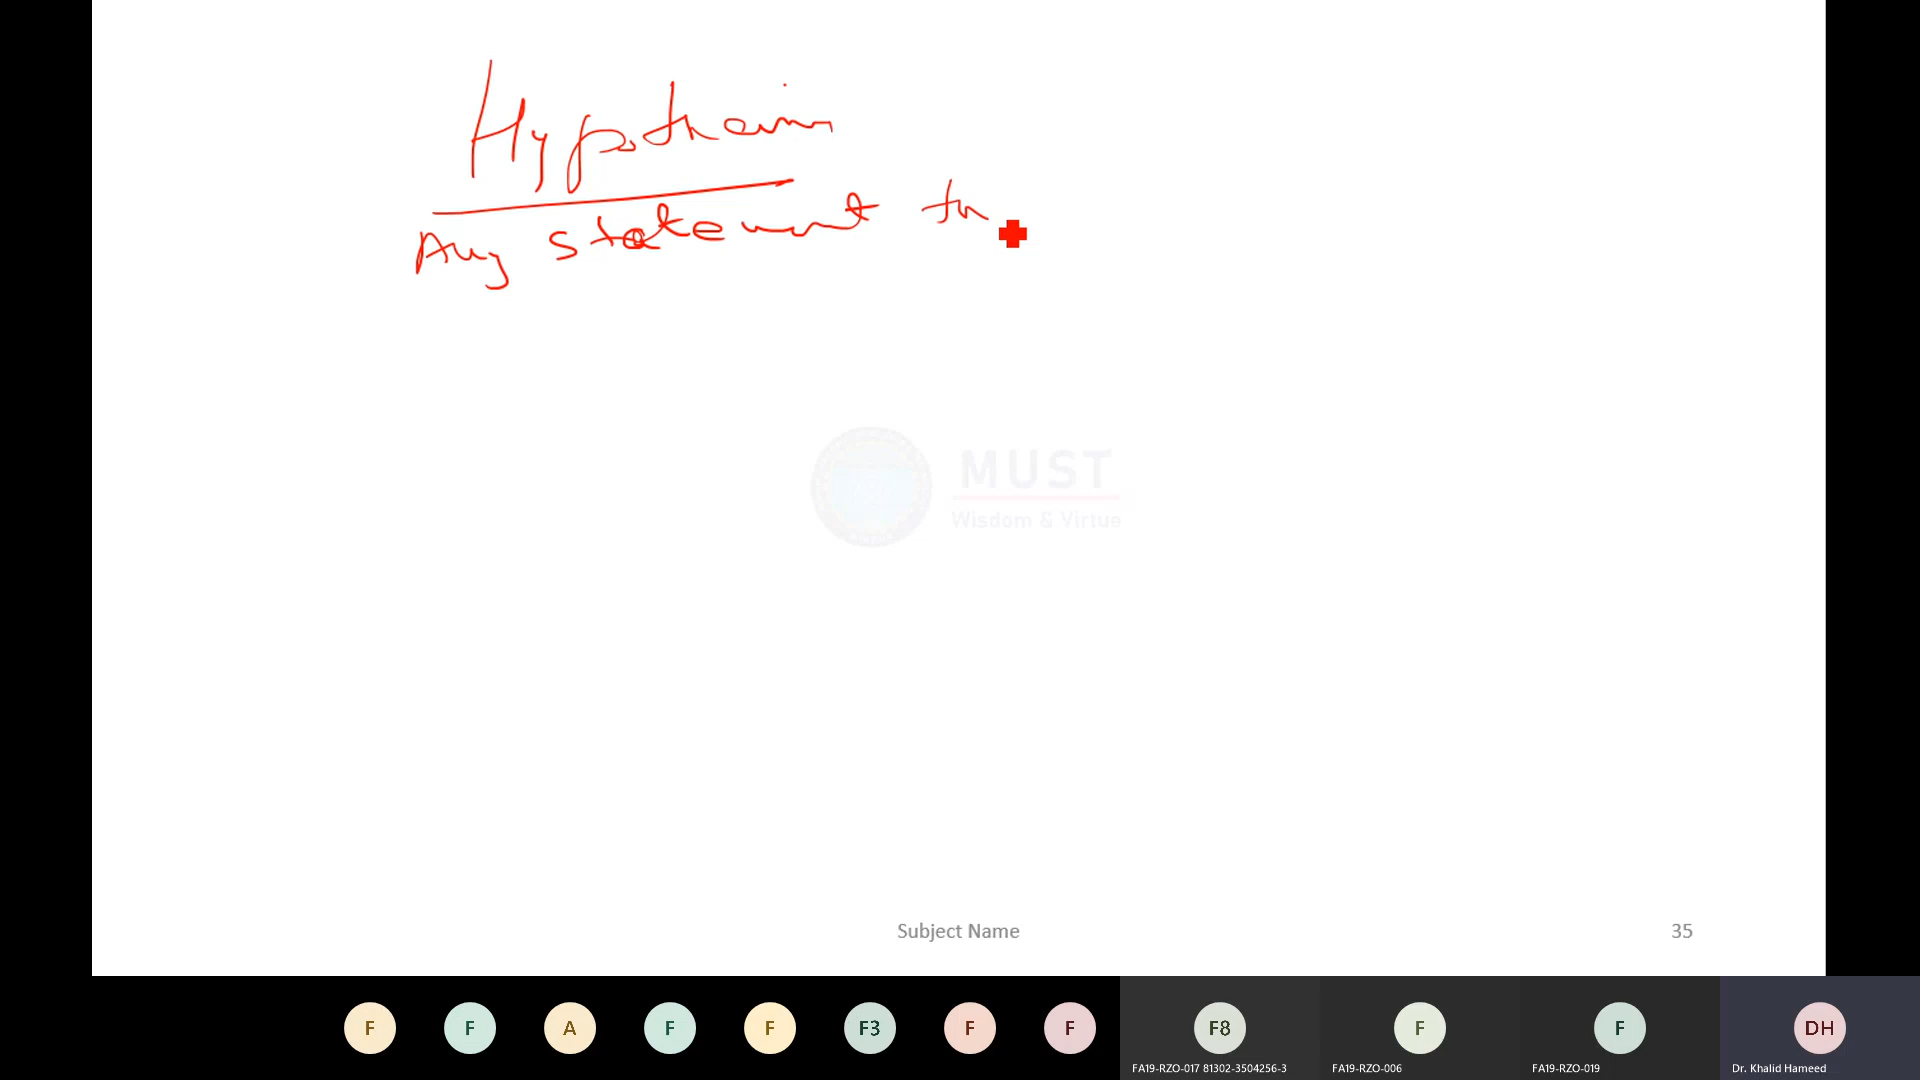 Hypothesis
Any statement th
MUST
Wisdom & Virtue
Subject Name
35
F
F
A
F
F
F3
F
F
F8
F
F
DH
FA19-RZO-017 81302-3504256-3
FA19-RZO-006
FA19-RZO-019
Dr. Khalid Hameed